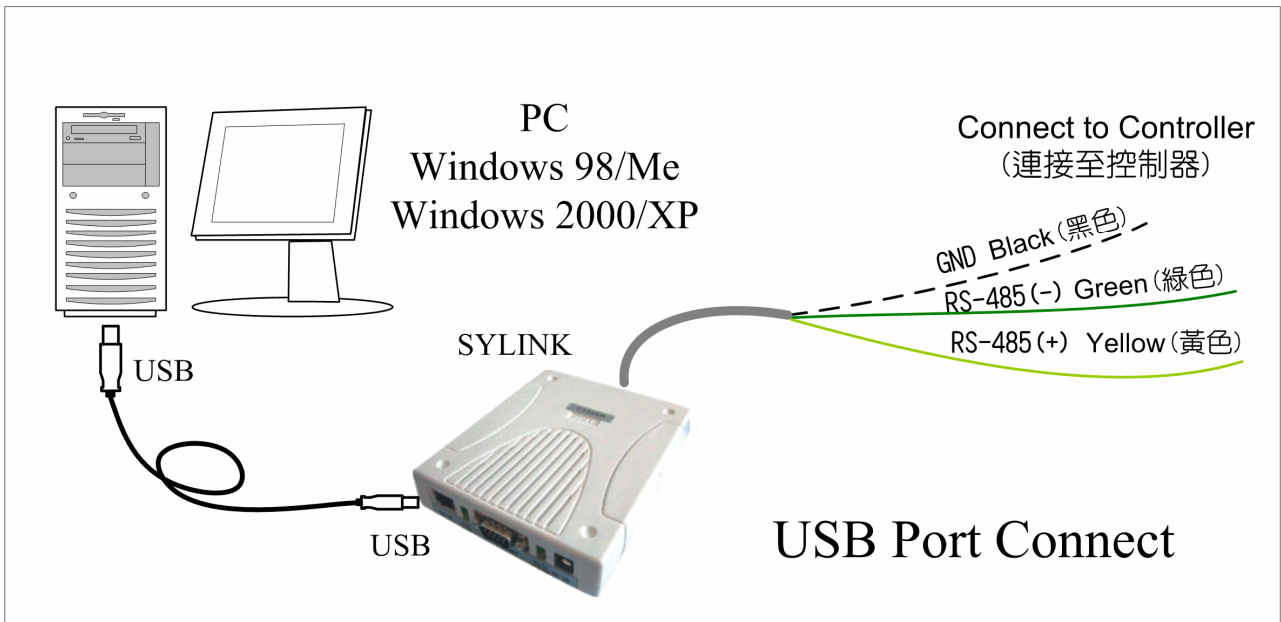 PC
Windows 98/Me
Windows 2000/XP
Connect to Controller
(連接至控制器)
GND Black(黑色)
RS-485(-) Green(綠色)
RS-485(+) Yellow(黃色)
SYLINK
USB
USB
USB Port Connect